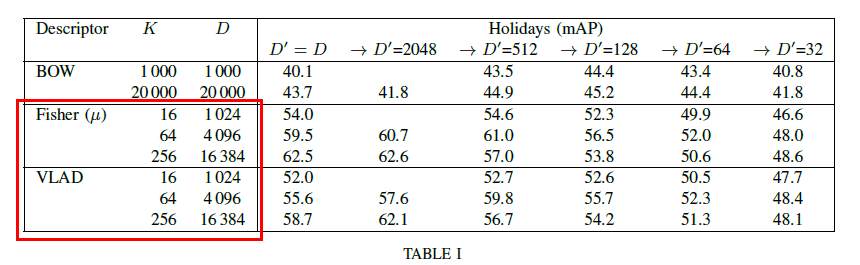 Descriptor K D Holidays (mAP)
D′ = D → D′=2048 → D′=512 → D′=128 → D′=64 → D′=32
BOW 1 000 1 000 40.1 43.5 44.4 43.4 40.8
20 000 20 000 43.7 41.8 44.9 45.2 44.4 41.8
Fisher (μ) 16 1 024 54.0 54.6 52.3 49.9 46.6
64 4 096 59.5 60.7 61.0 56.5 52.0 48.0
256 16 384 62.5 62.6 57.0 53.8 50.6 48.6
VLAD 16 1 024 52.0 52.7 52.6 50.5 47.7
64 4 096 55.6 57.6 59.8 55.7 52.3 48.4
256 16 384 58.7 62.1 56.7 54.2 51.3 48.1
TABLE I